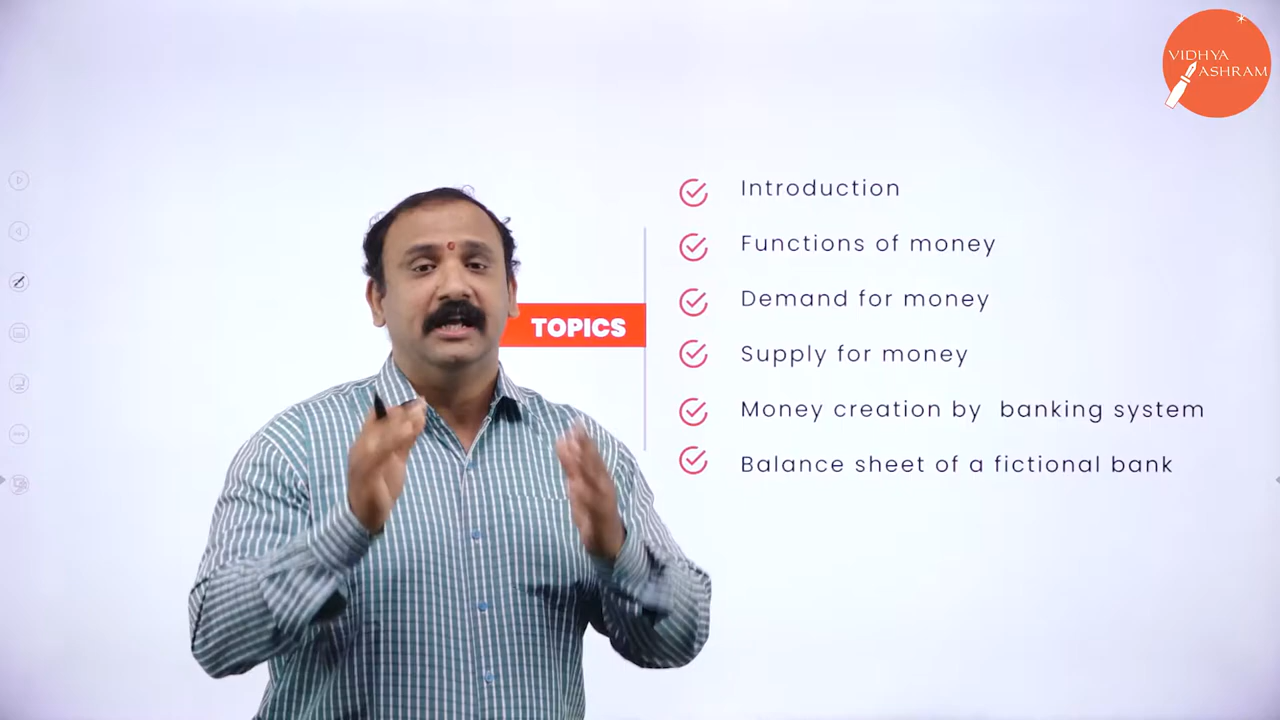 VIDHYA
ASHRAM
Introduction
Functions of money
Demand for money
TOPICS
Supply for money
Money creation by banking system
Balance sheet of a fictional bank